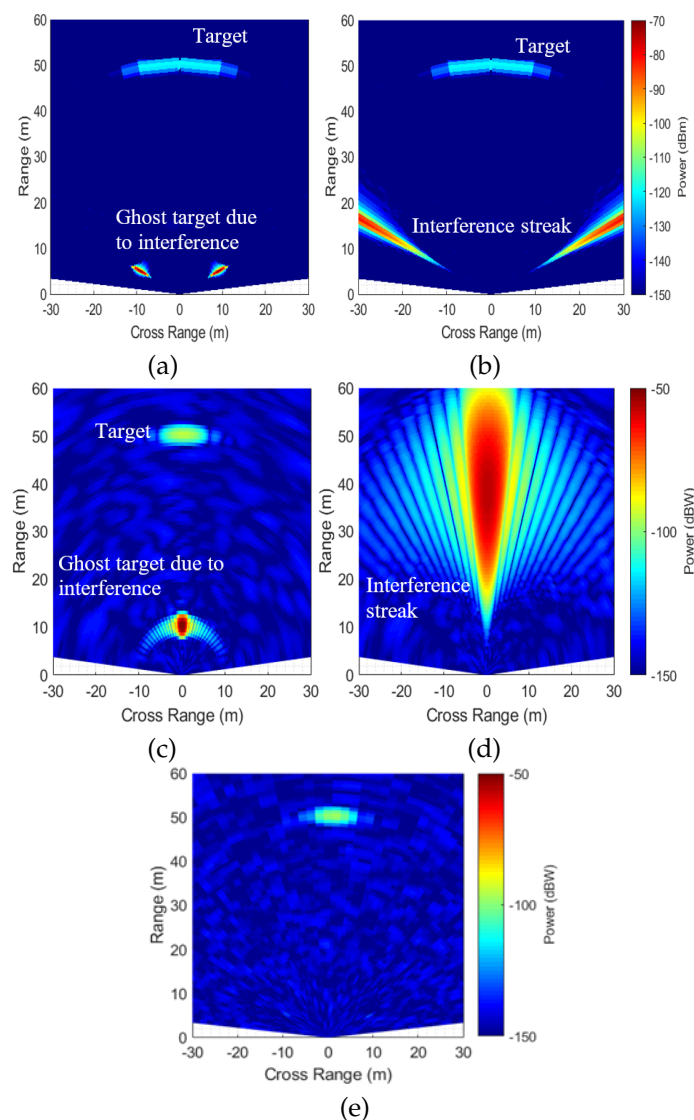 60
50
40
30
20
10
0
Range (m)
Target
Ghost target due
to interference
-30 -20 -10 0 10 20 30
Cross Range (m)
(a)
60
50
40
30
20
10
0
Range (m)
Target
Interference streak
-30 -20 -10 0 10 20 30
Cross Range (m)
-70
-80
-90
-100
-110
-120
-130
-140
-150
Power (dBm)
(b)
60
50
40
30
20
10
0
Range (m)
Target
Ghost target due to
interference
-30 -20 -10 0 10 20 30
Cross Range (m)
(c)
60
50
40
30
20
10
0
Range (m)
Interference
streak
-30 -20 -10 0 10 20 30
Cross Range (m)
-50
-100
-150
Power (dBW)
(d)
60
50
40
30
20
10
0
Range (m)
-30 -20 -10 0 10 20 30
Cross Range (m)
-50
-100
-150
Power (dBW)
(e)